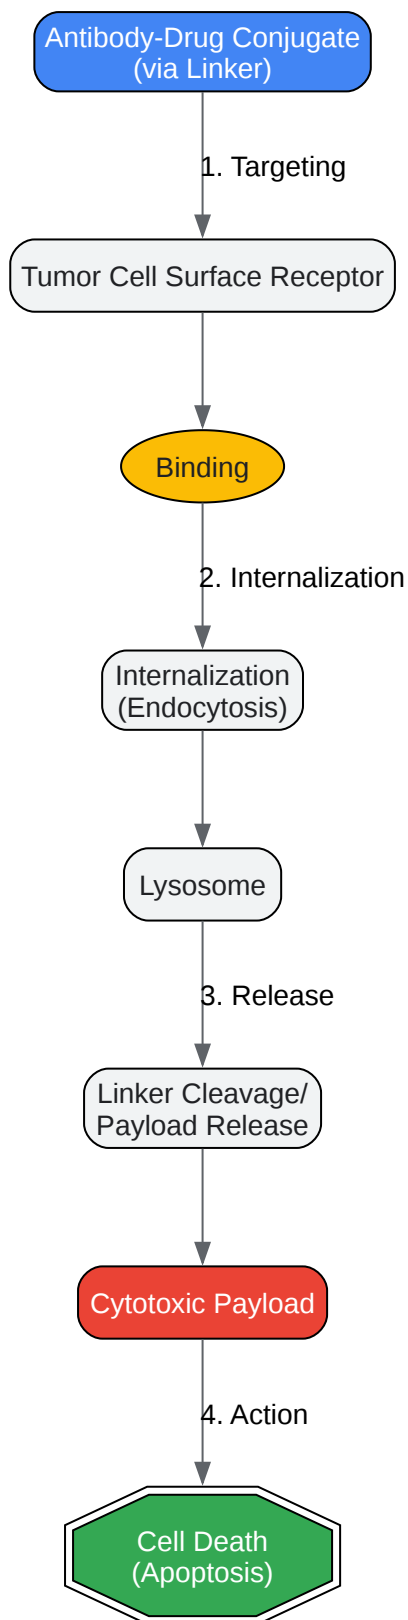 Antibody-Drug Conjugate
(via Linker)
1. Targeting
Tumor Cell Surface Receptor
Binding
2. Internalization
Internalization
(Endocytosis)
Lysosome
3. Release
Linker Cleavage/
Payload Release
Cytotoxic Payload
4. Action
Cell Death
(Apoptosis)